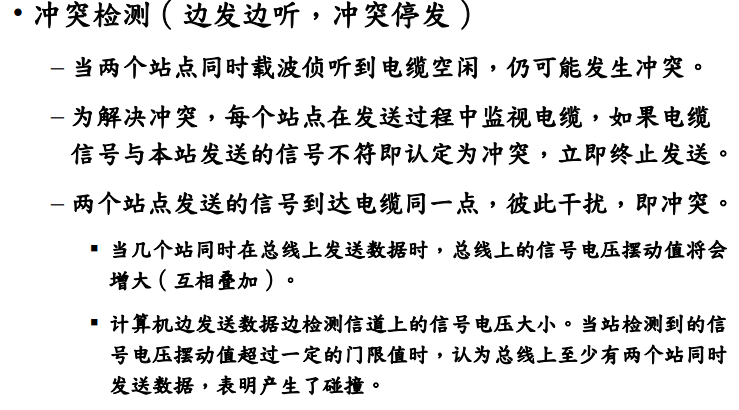 • 冲突检测（边发边听，冲突停发）
– 当两个站点同时载波侦听到电缆空闲，仍可能发生冲突。
– 为解决冲突，每个站点在发送过程中监视电缆，如果电缆
信号与本站发送的信号不符即认定为冲突，立即终止发送。
– 两个站点发送的信号到达电缆同一点，彼此干扰，即冲突。
▪ 当几个站同时在总线上发送数据时，总线上的信号电压摆动值将会
增大（互相叠加）。
▪ 计算机边发送数据边检测信道上的信号电压大小。当站检测到的信
号电压摆动值超过一定的门限值时，认为总线上至少有两个站同时
发送数据，表明产生了碰撞。